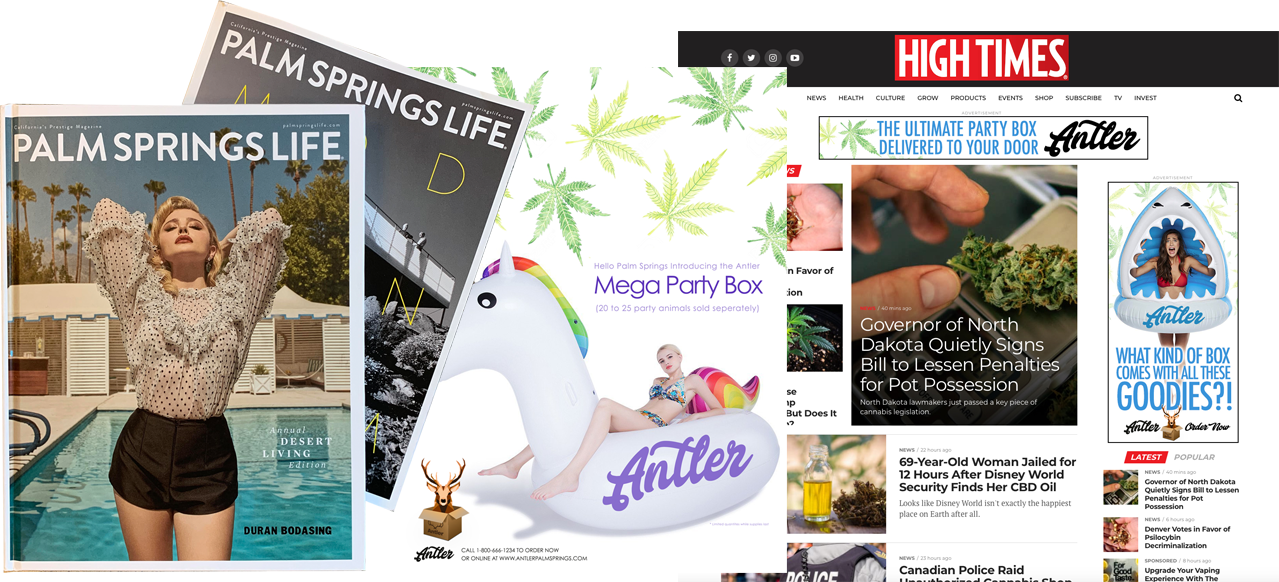 California's Prestige Magazine
palmspringslife.com
PALM SPRINGS LIFE
Annual
DESERT
LIVING
Edition
DURAN BODASING
California's Prestige Magazine
palmspringslife.com
PALM SPRINGS LIFE
M
D
N
Hello Palm Springs Introducing the Antler
Mega Party Box
(20 to 25 party animals sold seperately)
Antler
Antler
CALL 1-800-666-1234 TO ORDER NOW
OR ONLINE AT WWW.ANTLERPALMSPRINGS.COM
HIGH TIMES
NEWS HEALTH CULTURE GROW PRODUCTS EVENTS SHOP SUBSCRIBE TV INVEST
ADVERTISEMENT
THE ULTIMATE PARTY BOX
DELIVERED TO YOUR DOOR
Antler
WS
n Favor of
tion
se
mp
But Does It
?
40 mins ago
Governor of North
Dakota Quietly Signs
Bill to Lessen Penalties
for Pot Possession
North Dakota lawmakers just passed a key piece of
cannabis legislation.
NEWS / 22 hours ago
69-Year-Old Woman Jailed for
12 Hours After Disney World
Security Finds Her CBD Oil
Looks like Disney World isn't exactly the happiest
place on Earth after all.
POLICE
NEWS / 23 hours ago
Canadian Police Raid
Unauthorized Cannabis Shop
ADVERTISEMENT
Antler
WHAT KIND OF BOX
COMES WITH ALL THESE
GOODIES?!
Antler Order Now
LATEST POPULAR
NEWS / 40 mins ago
Governor of North Dakota
Quietly Signs Bill to Lessen
Penalties for Pot
Possession
NEWS / 6 hours ago
Denver Votes in Favor of
Psilocybin
Decriminalization
SPONSORED / 8 hours ago
Upgrade Your Vaping
Experience With The
For Good
Taste.